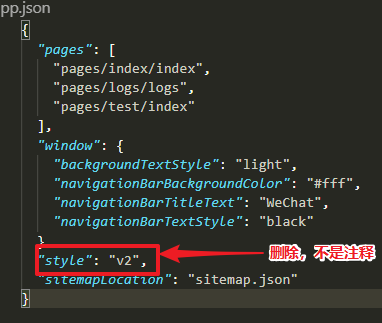 pp.json
{
"pages": [
"pages/index/index",
"pages/logs/logs",
"pages/test/index"
],
"window": {
"backgroundTextStyle": "light",
"navigationBarBackgroundColor": "#fff",
"navigationBarTitleText": "WeChat",
"navigationBarTextStyle": "black"
}
"style": "v2",
删除，不是注释
"sitemapLocation": "sitemap.json"
}